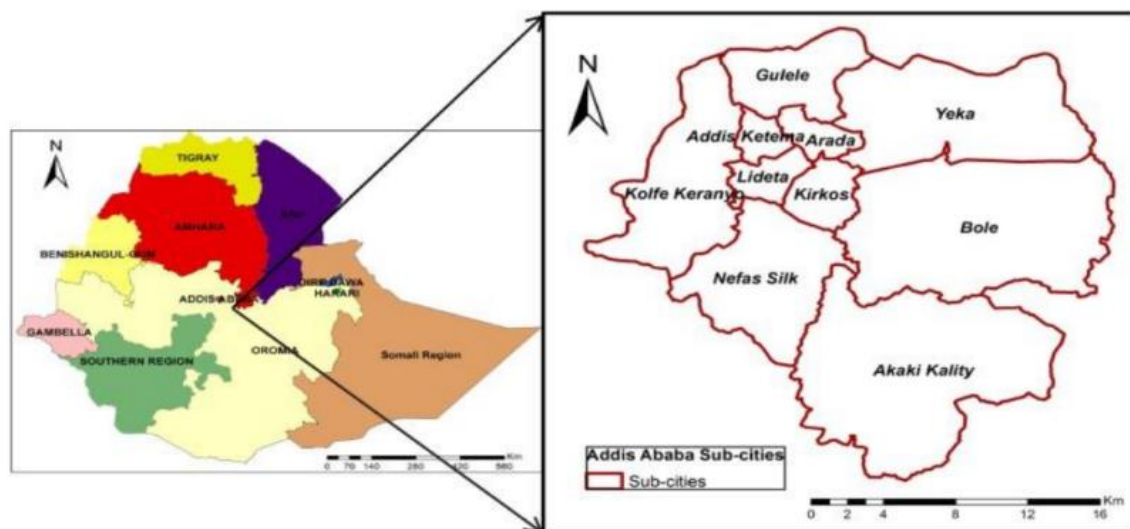 N
TIGRAY
AMHARA
BENISHANGUL-GUM
DIRE DAWA
HARARI
ADDIS ABEBA
GAMBELLA
SOUTHERN REGION
OROMIA
Somali Region
Km
0 70 140 280 420 560
N
Gulele
Yeka
Addis Ketema
Arada
Lideta
Kolfe Keranyo
Kirkos
Bole
Nefas Silk
Akaki Kality
Addis Ababa Sub-cities
Sub-cities
Km
0 2 4 8 12 16